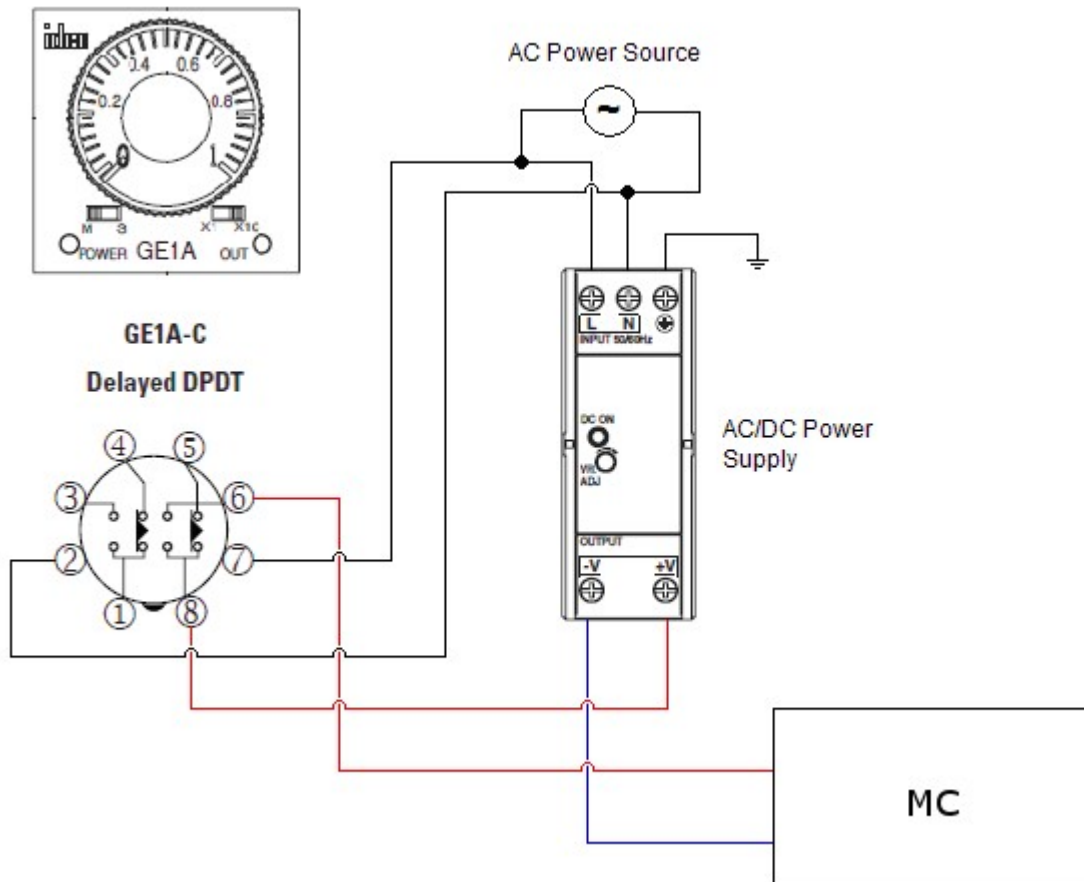 idec
0.2 0.4 0.6 0.8
0 1
M S X1 X10
POWER GE1A OUT
AC Power Source
~
GE1A-C
Delayed DPDT
4 5
3 6
2 7
1 8
L N
INPUT 50/60Hz
DC ON
ADJ
OUTPUT
-V +V
AC/DC Power
Supply
MC